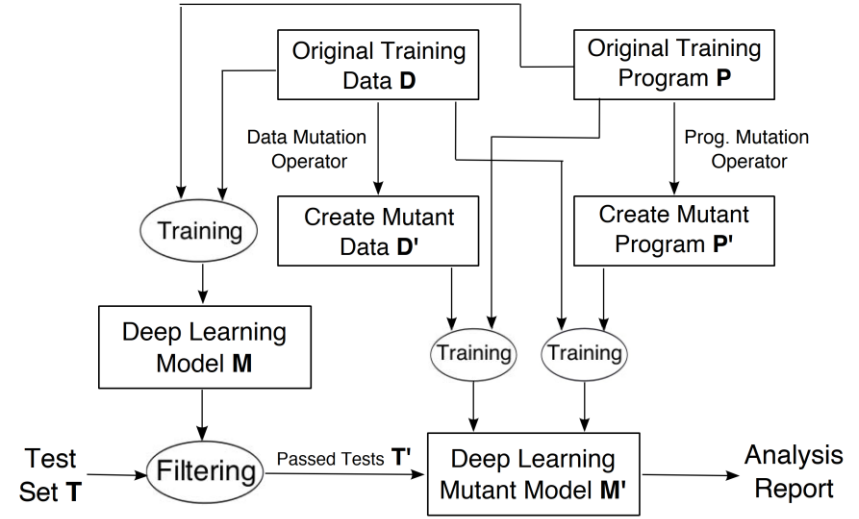 Original Training
Data D
Original Training
Program P
Data Mutation
Operator
Prog. Mutation
Operator
Training
Create Mutant
Data D'
Create Mutant
Program P'
Deep Learning
Model M
Training
Training
Test
Set T
Filtering
Passed Tests T'
Deep Learning
Mutant Model M'
Analysis
Report